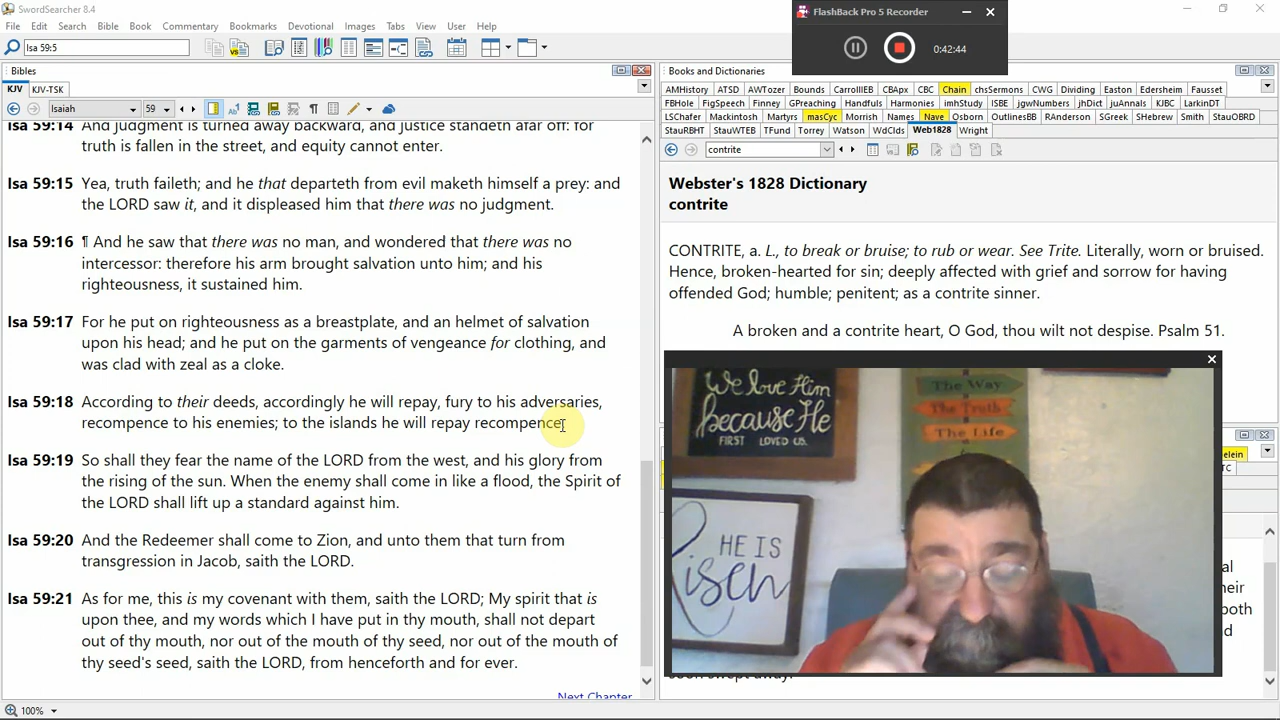 SwordSearcher 8.4
File Edit Search Bible Book Commentary Bookmarks Devotional Images Tabs View User Help
Isa 59:5
Bibles
KJV KJV-TSK
Isaiah 59
Isa 59:14 And judgment is turned away backward, and justice standeth afar off: for
truth is fallen in the street, and equity cannot enter.
Isa 59:15 Yea, truth faileth; and he that departeth from evil maketh himself a prey: and
the LORD saw it, and it displeased him that there was no judgment.
Isa 59:16 ¶ And he saw that there was no man, and wondered that there was no
intercessor: therefore his arm brought salvation unto him; and his
righteousness, it sustained him.
Isa 59:17 For he put on righteousness as a breastplate, and an helmet of salvation
upon his head; and he put on the garments of vengeance for clothing, and
was clad with zeal as a cloke.
Isa 59:18 According to their deeds, accordingly he will repay, fury to his adversaries,
recompence to his enemies; to the islands he will repay recompence.
Isa 59:19 So shall they fear the name of the LORD from the west, and his glory from
the rising of the sun. When the enemy shall come in like a flood, the Spirit of
the LORD shall lift up a standard against him.
Isa 59:20 And the Redeemer shall come to Zion, and unto them that turn from
transgression in Jacob, saith the LORD.
Isa 59:21 As for me, this is my covenant with them, saith the LORD; My spirit that is
upon thee, and my words which I have put in thy mouth, shall not depart
out of thy mouth, nor out of the mouth of thy seed, nor out of the mouth of
thy seed's seed, saith the LORD, from henceforth and for ever.
Next Chapter
100%
FlashBack Pro 5 Recorder
0:42:44
Books and Dictionaries
AMHistory ATSD AWTozer Bounds CarrollIEB CBApx CBC Chain chsSermons CWG Dividing Easton Edersheim Fausset
FBHole FigSpeech Finney GPreaching Handfuls Harmonies imhStudy ISBE jgwNumbers jhDict juAnnals KJBC LarkinDT
LSChafer Mackintosh Martyrs masCyc Morrish Names Nave Osborn OutlinesBB RAnderson SGreek SHebrew Smith StauOBRD
StauRBHT StauWTEB TFund Torrey Watson WdClds Web1828 Wright
contrite
Webster's 1828 Dictionary
contrite
CONTRITE, a. L., to break or bruise; to rub or wear. See Trite. Literally, worn or bruised.
Hence, broken-hearted for sin; deeply affected with grief and sorrow for having
offended God; humble; penitent; as a contrite sinner.
A broken and a contrite heart, O God, thou wilt not despise. Psalm 51.
We love Him
because He
FIRST LOVED US.
The Way
The Truth
The Life
HE IS
Risen
both